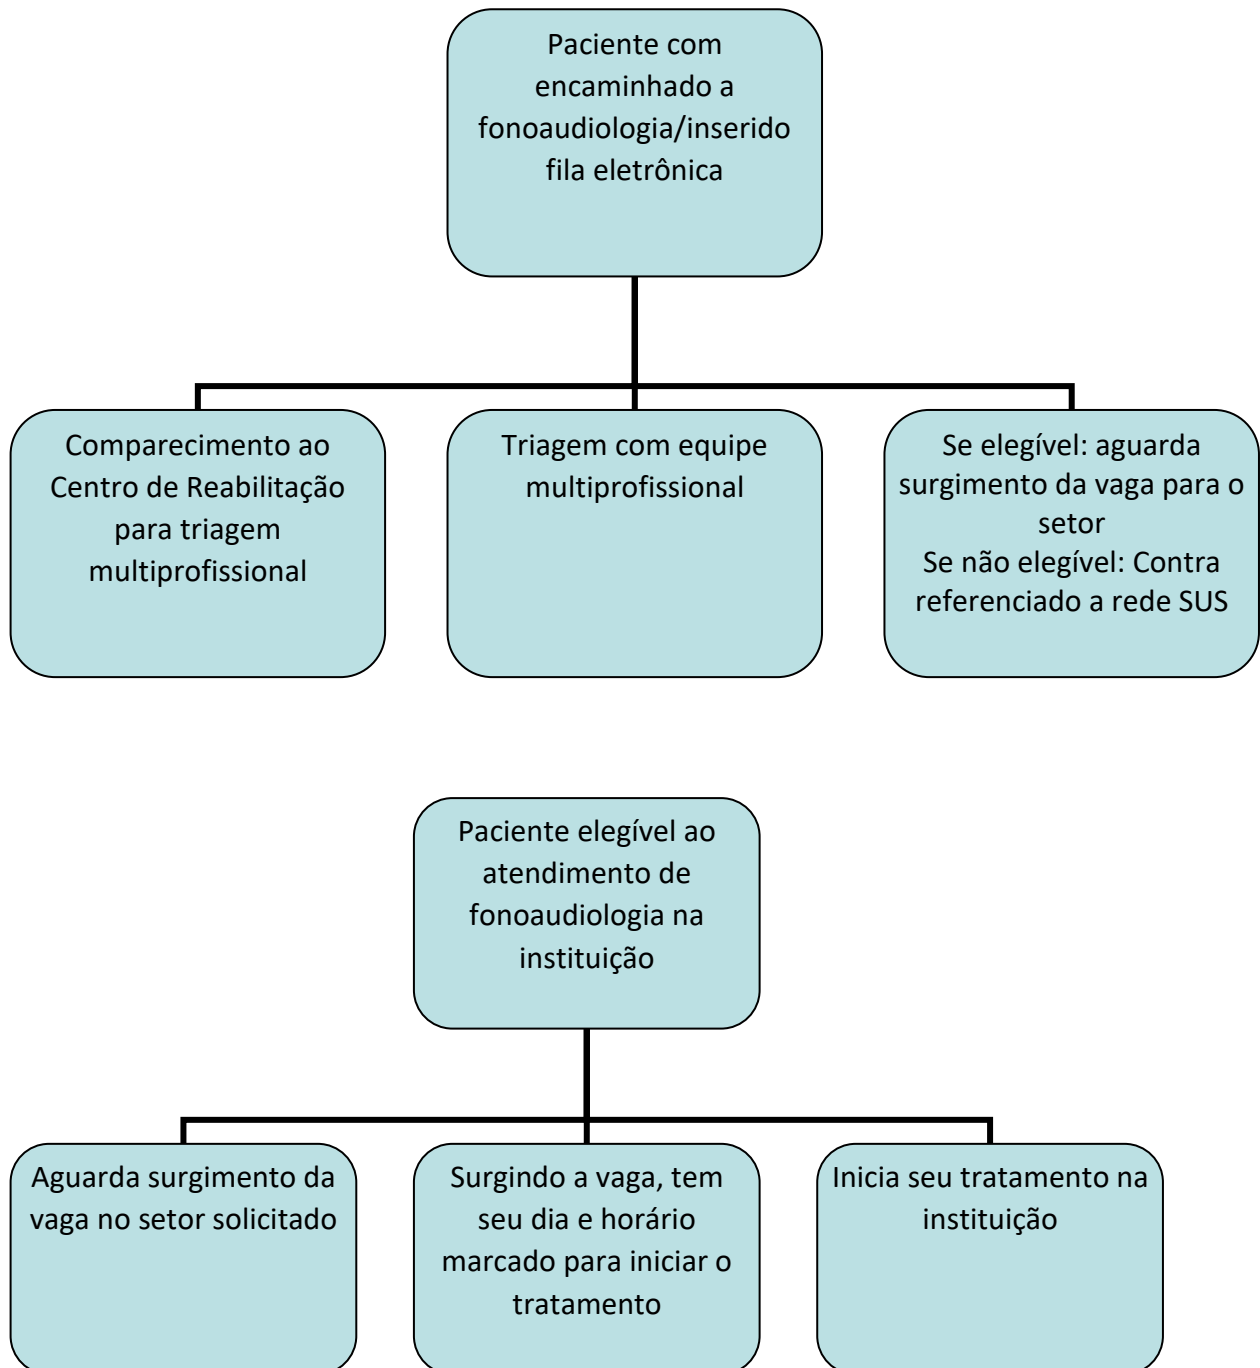 Paciente com
encaminhado a
fonoaudiologia/inserido
fila eletrônica
Comparecimento ao
Centro de Reabilitação
para triagem
multiprofissional
Triagem com equipe
multiprofissional
Se elegível: aguarda
surgimento da vaga para o
setor
Se não elegível: Contra
referenciado a rede SUS
Paciente elegível ao
atendimento de
fonoaudiologia na
instituição
Aguarda surgimento da
vaga no setor solicitado
Surgindo a vaga, tem
seu dia e horário
marcado para iniciar o
tratamento
Inicia seu tratamento na
instituição